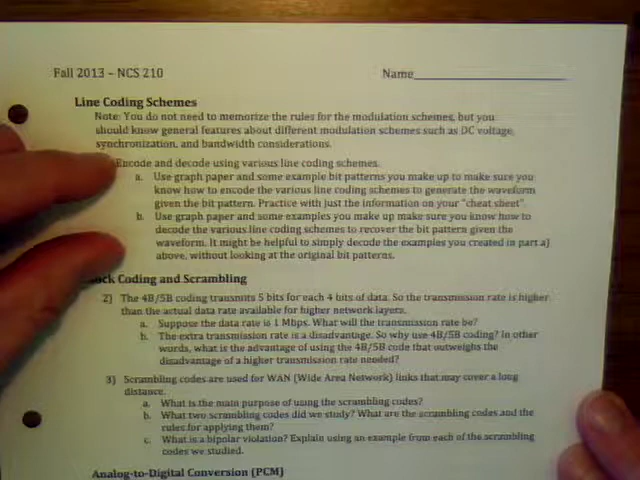 Fall 2013 – NCS 210
Name
Line Coding Schemes
Note: You do not need to memorize the rules for the modulation schemes, but you
should know general features about different modulation schemes such as DC voltage,
synchronization, and bandwidth considerations.
Encode and decode using various line coding schemes.
a. Use graph paper and some example bit patterns you make up to make sure you
know how to encode the various line coding schemes to generate the waveform
given the bit pattern. Practice with just the information on your "cheat sheet".
b. Use graph paper and some examples you make up make sure you know how to
decode the various line coding schemes to recover the bit pattern given the
waveform. It might be helpful to simply decode the examples you created in part a)
above, without looking at the original bit patterns.
ock Coding and Scrambling
2) The 4B/5B coding transmits 5 bits for each 4 bits of data. So the transmission rate is higher
than the actual data rate available for higher network layers.
a. Suppose the data rate is 1 Mbps. What will the transmission rate be?
b. The extra transmission rate is a disadvantage. So why use 4B/5B coding? In other
words, what is the advantage of using the 4B/5B code that outweighs the
disadvantage of a higher transmission rate needed?
3) Scrambling codes are used for WAN (Wide Area Network) links that may cover a long
distance.
a. What is the main purpose of using the scrambling codes?
b. What two scrambling codes did we study? What are the scrambling codes and the
rules for applying them?
c. What is a bipolar violation? Explain using an example from each of the scrambling
codes we studied.
Analog-to-Digital Conversion (PCM)